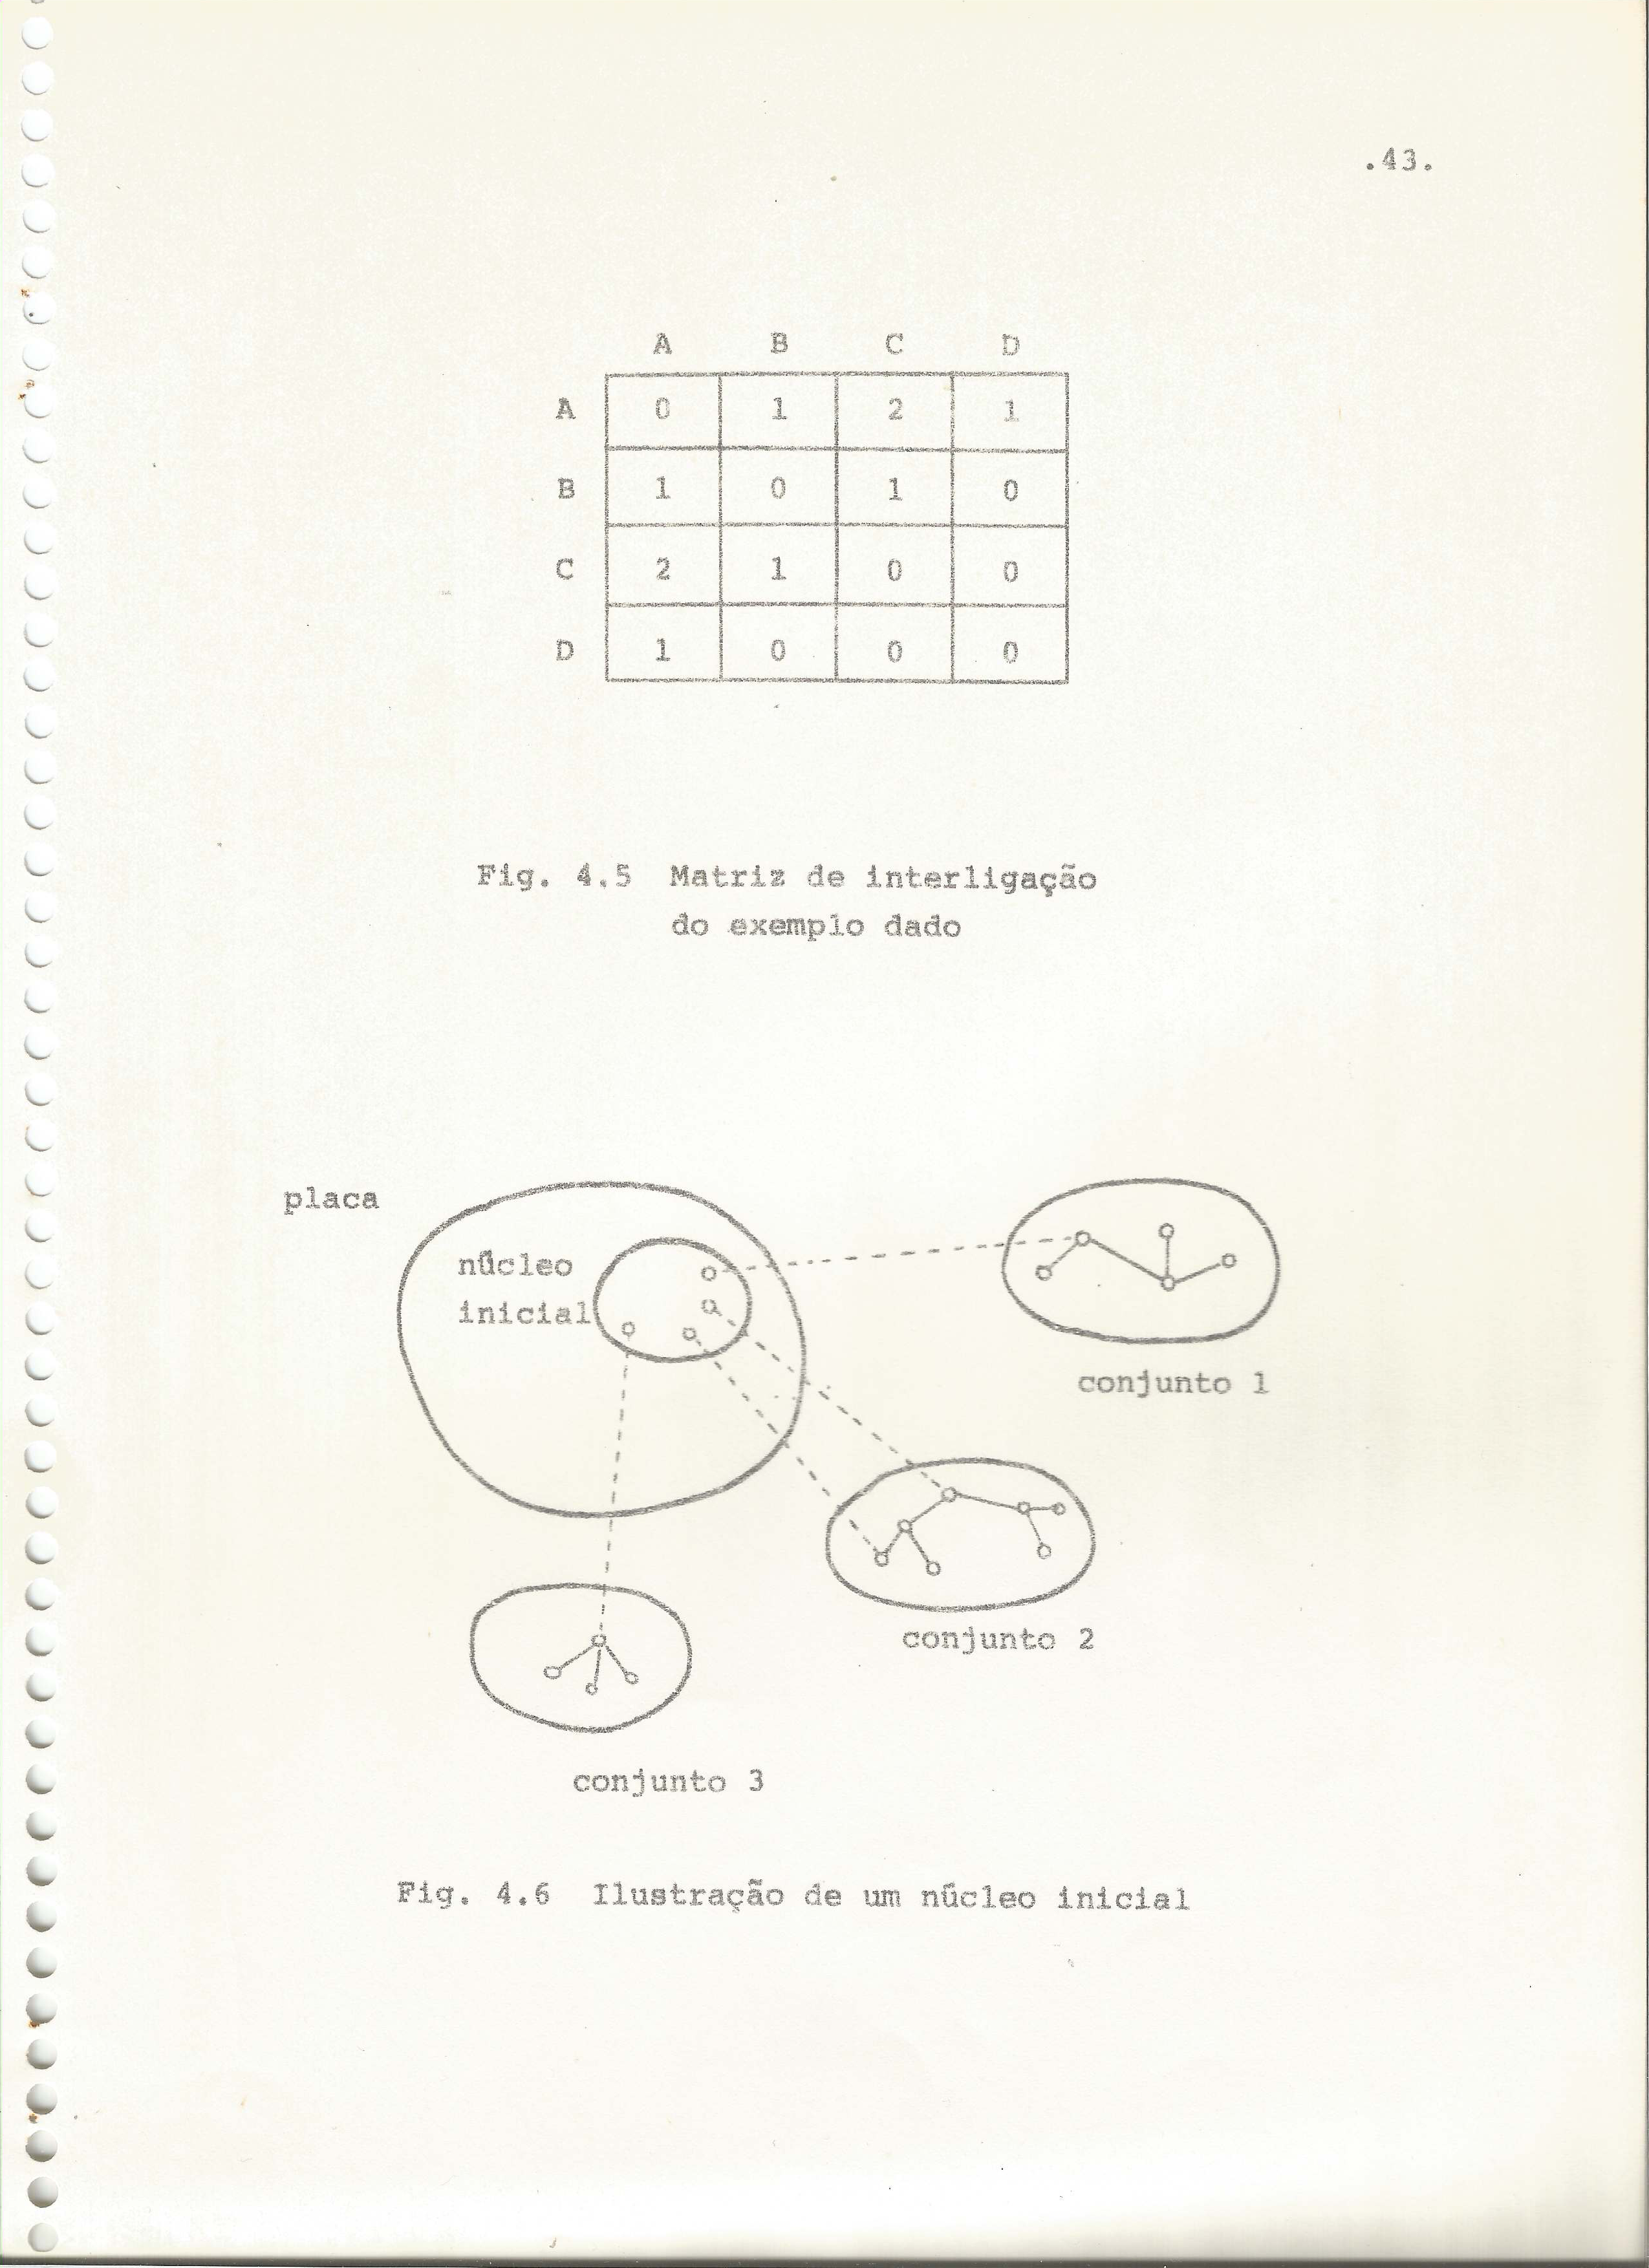 .43.
A B C D
A 0 1 2 1
B 1 0 1 0
C 2 1 0 0
D 1 0 0 0
Fig. 4.5 Matriz de interligação
do exemplo dado
placa
núcleo
inicial
conjunto 1
conjunto 2
conjunto 3
Fig. 4.6 Ilustração de um núcleo inicial